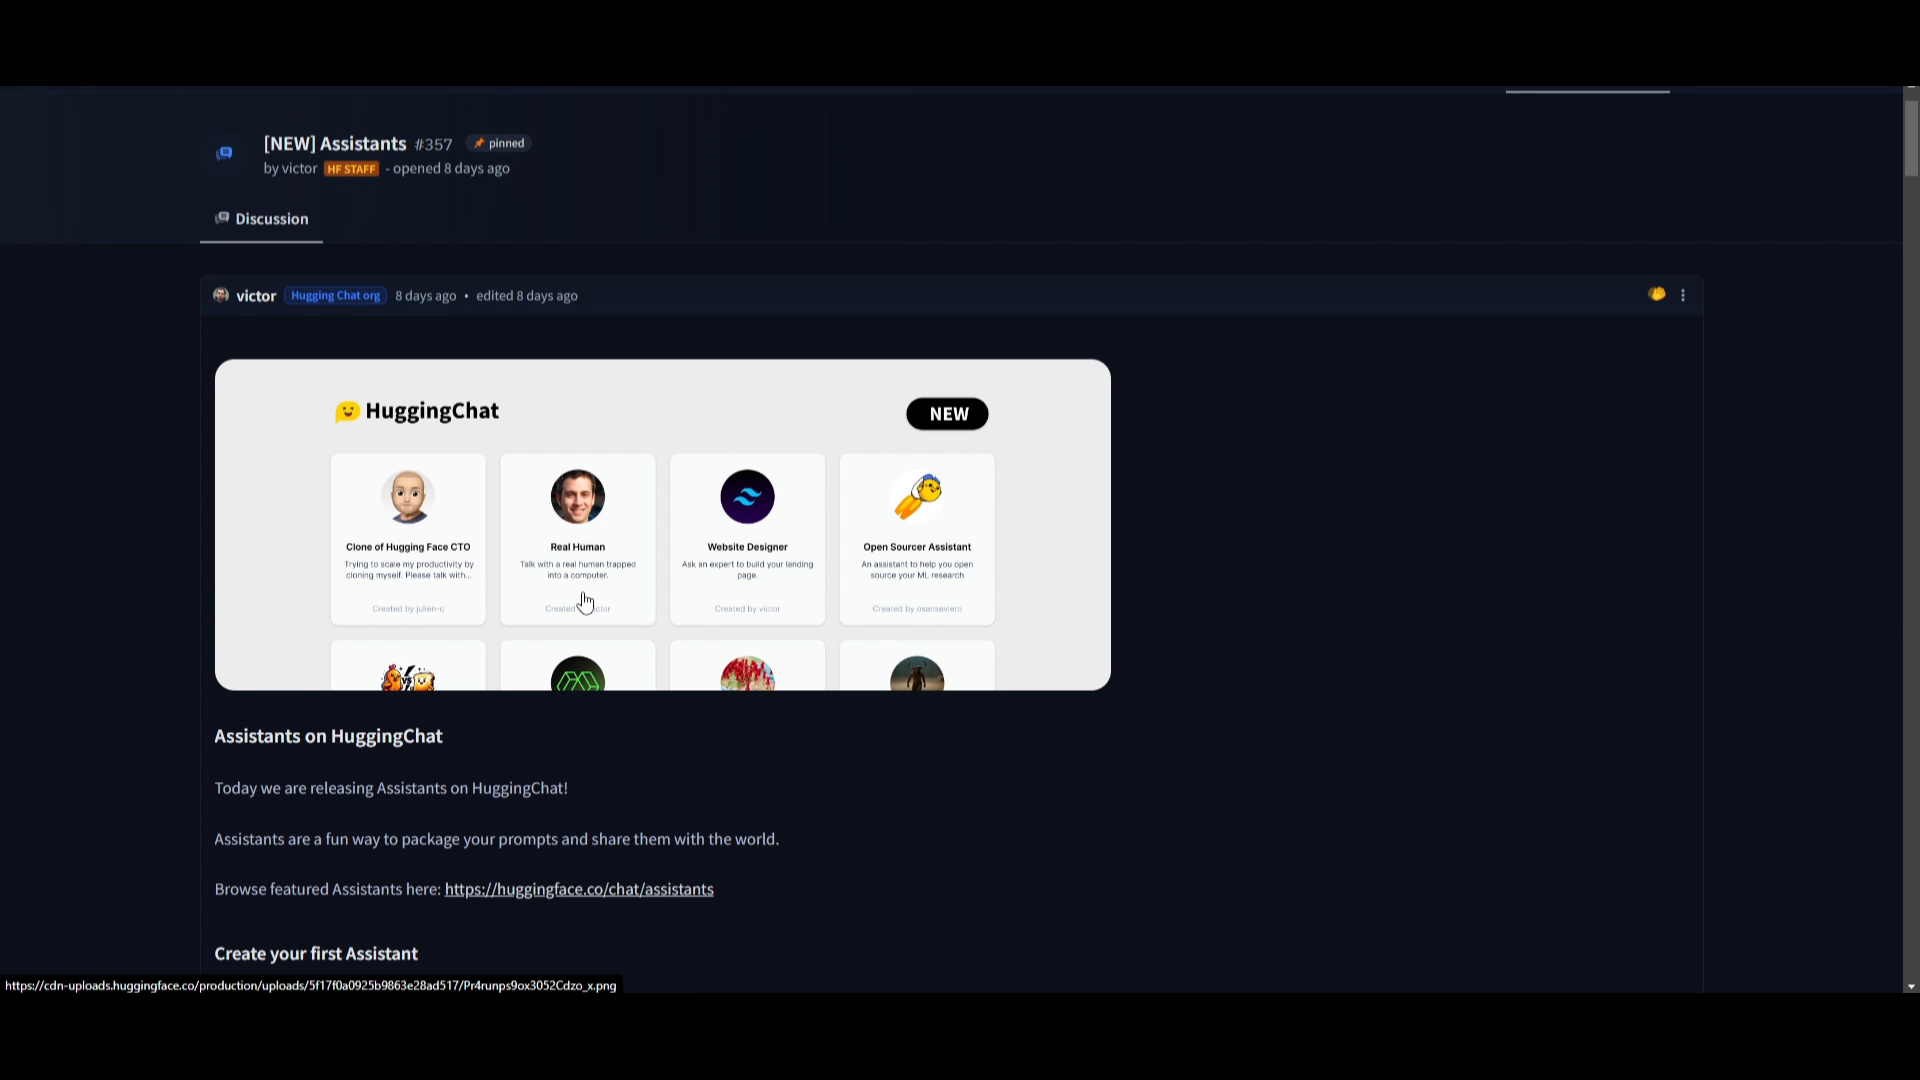 [NEW] Assistants #357 pinned
by victor HF STAFF - opened 8 days ago
Discussion
victor Hugging Chat org 8 days ago • edited 8 days ago
HuggingChat NEW
Clone of Hugging Face CTO
Trying to scale my productivity by
cloning myself. Please talk with...
Created by julien-c
Real Human
Talk with a real human trapped
into a computer.
Created
Website Designer
Ask an expert to build your landing
page.
Created by victor
Open Sourcer Assistant
An assistant to help you open
source your ML research
Created by osanseviero
VS
Assistants on HuggingChat
Today we are releasing Assistants on HuggingChat!
Assistants are a fun way to package your prompts and share them with the world.
Browse featured Assistants here: https://huggingface.co/chat/assistants
Create your first Assistant
https://cdn-uploads.huggingface.co/production/uploads/5f17f0a0925b9863e28ad517/Pr4runps9ox3052Cdzo_x.png